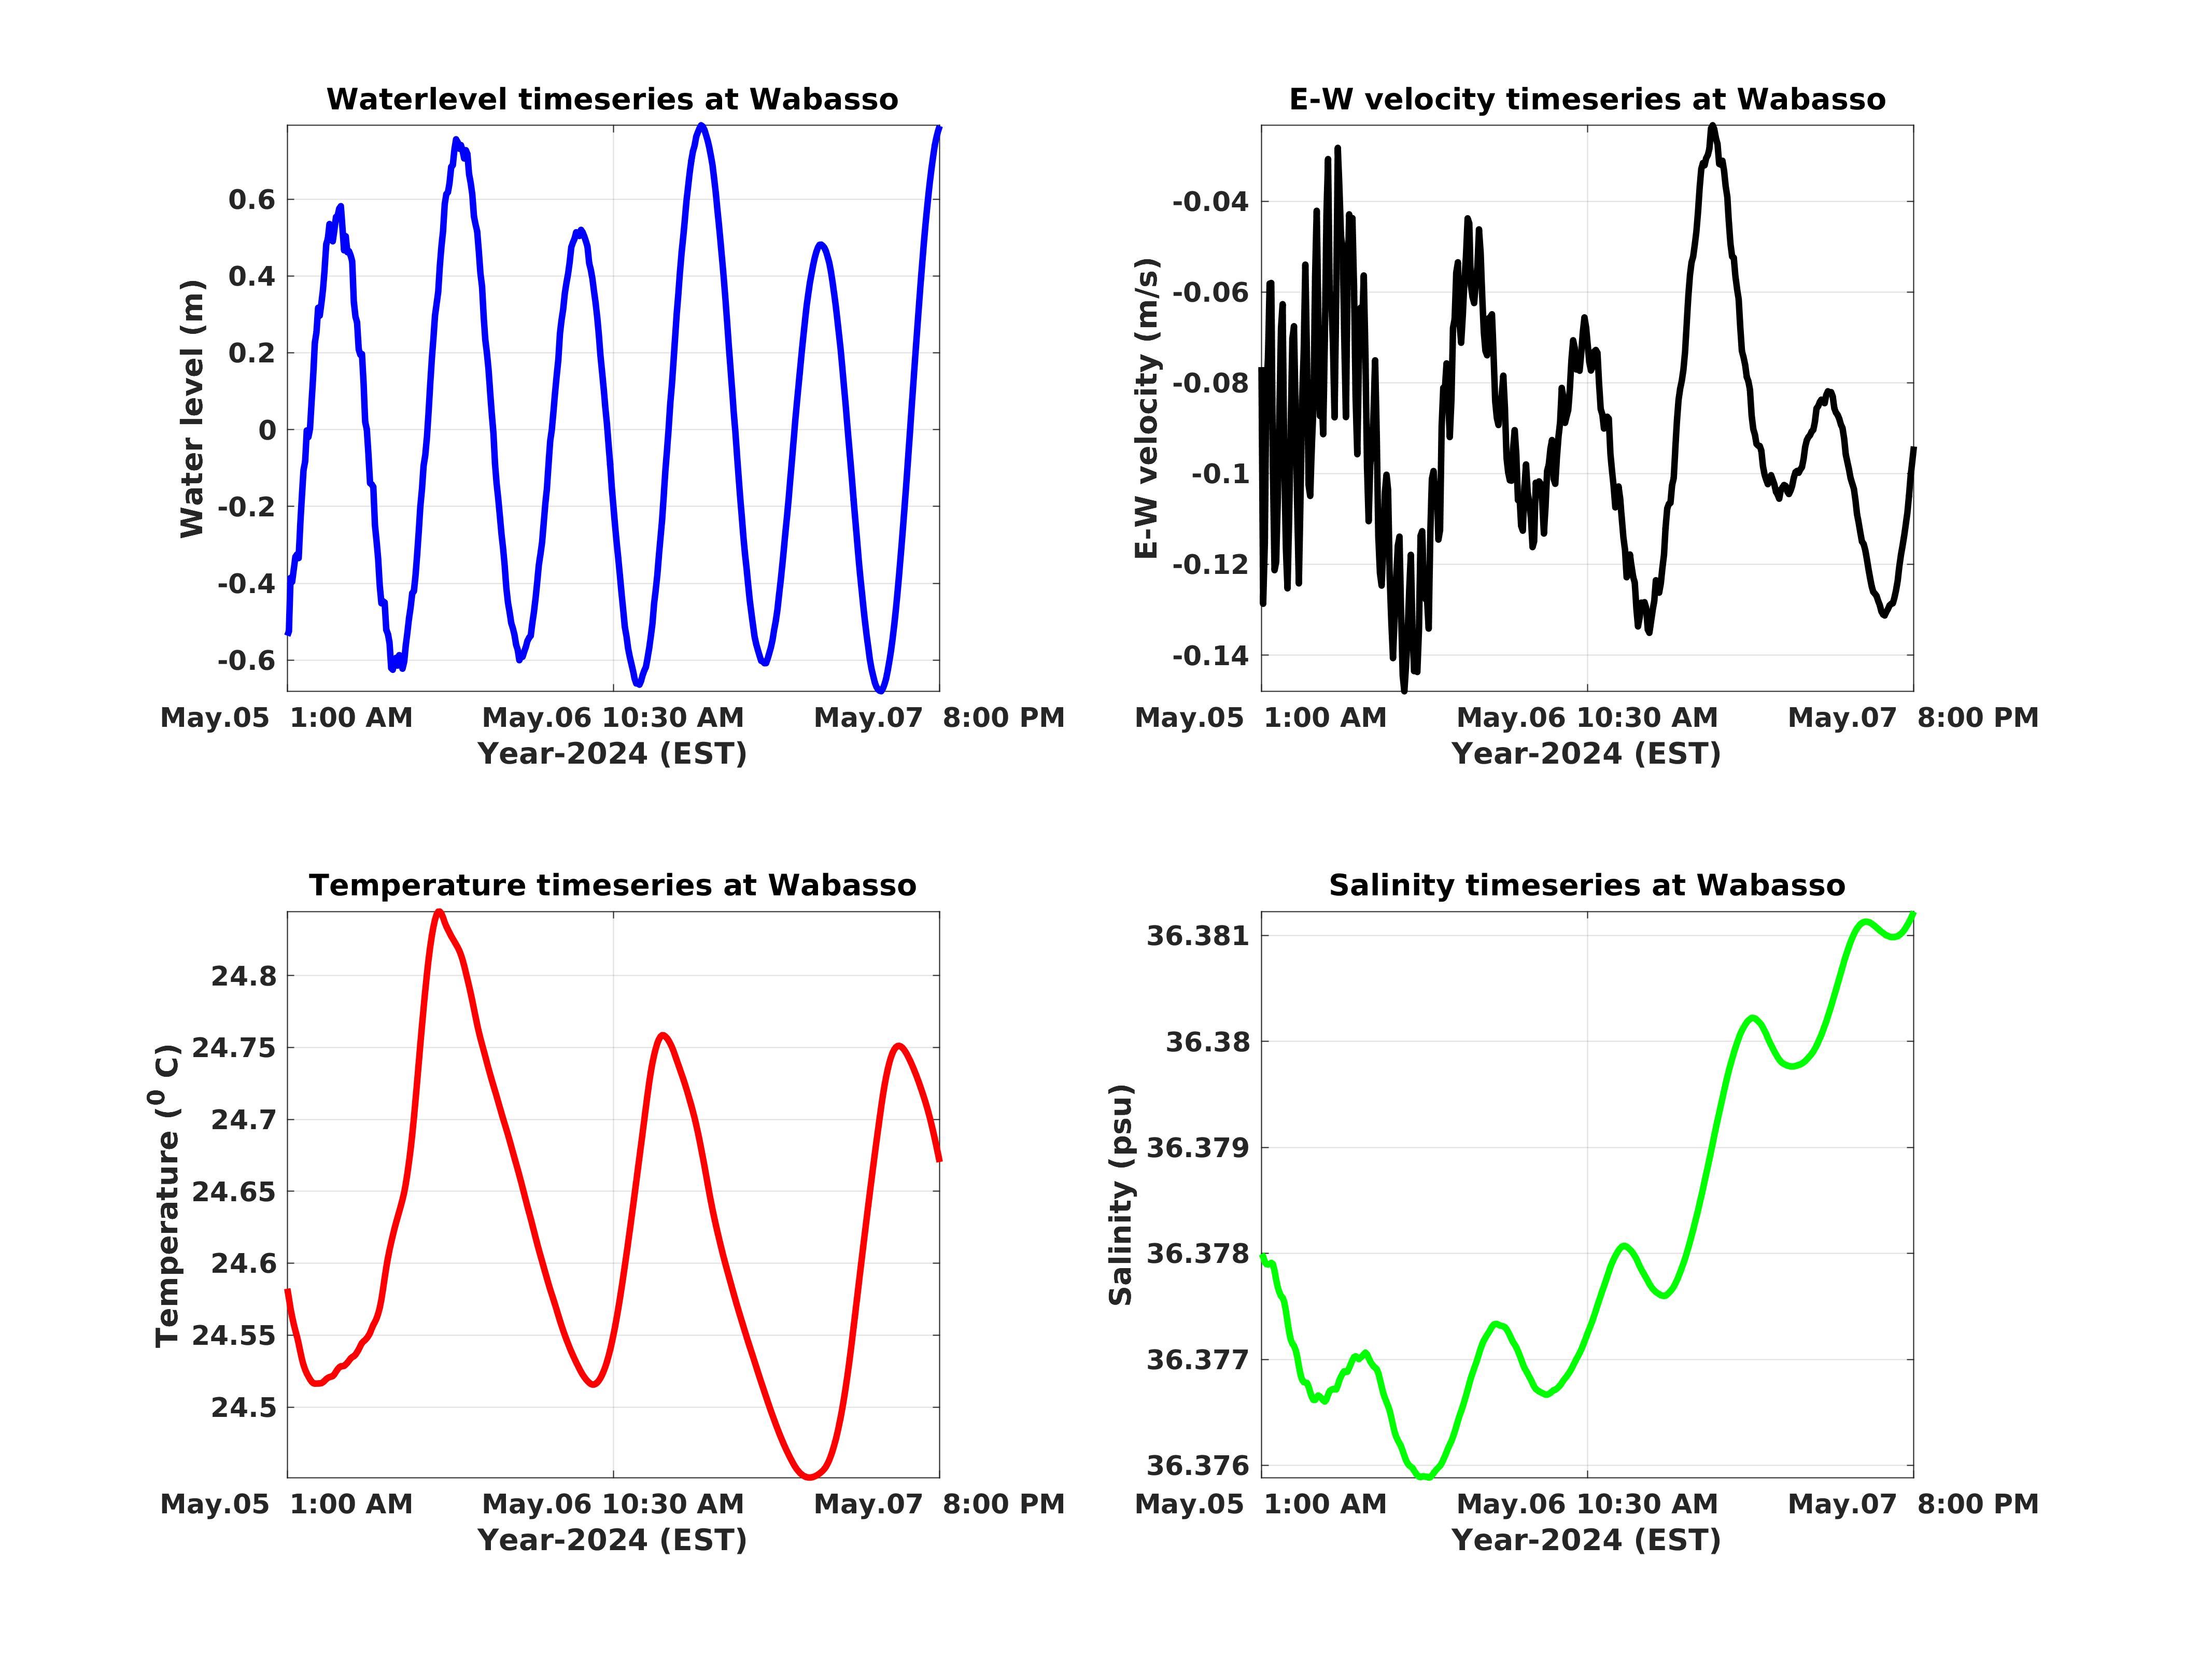 Waterlevel timeseries at Wabasso
Water level (m)
0.6
0.4
0.2
0
-0.2
-0.4
-0.6
May.05 1:00 AM May.06 10:30 AM May.07 8:00 PM
Year-2024 (EST)
E-W velocity timeseries at Wabasso
E-W velocity (m/s)
-0.04
-0.06
-0.08
-0.1
-0.12
-0.14
May.05 1:00 AM May.06 10:30 AM May.07 8:00 PM
Year-2024 (EST)
Temperature timeseries at Wabasso
Temperature (⁰ C)
24.8
24.75
24.7
24.65
24.6
24.55
24.5
May.05 1:00 AM May.06 10:30 AM May.07 8:00 PM
Year-2024 (EST)
Salinity timeseries at Wabasso
Salinity (psu)
36.381
36.38
36.379
36.378
36.377
36.376
May.05 1:00 AM May.06 10:30 AM May.07 8:00 PM
Year-2024 (EST)